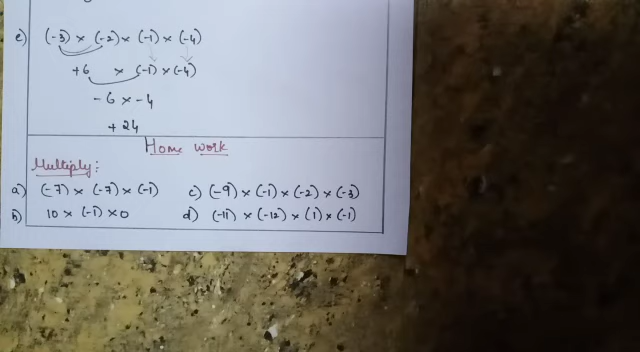 e) (-3) × (-2) × (-1) × (-4)
+6 × (-1) × (-4)
-6 × -4
+24
Home work
Multiply:
a) (-7) × (-7) × (-1) c) (-9) × (-1) × (-2) × (-3)
b) 10 × (-1) × 0 d) (-11) × (-12) × (1) × (-1)